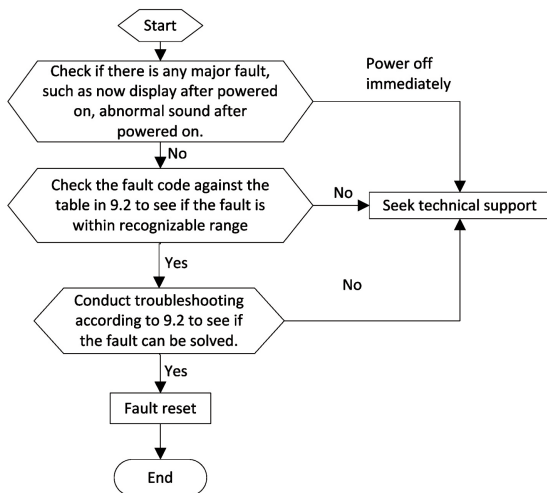 Start
Check if there is any major fault,
such as now display after powered
on, abnormal sound after
powered on.
Power off
immediately
No
Check the fault code against the
table in 9.2 to see if the fault is
within recognizable range
No
Seek technical support
Yes
Conduct troubleshooting
according to 9.2 to see if
the fault can be solved.
No
Yes
Fault reset
End